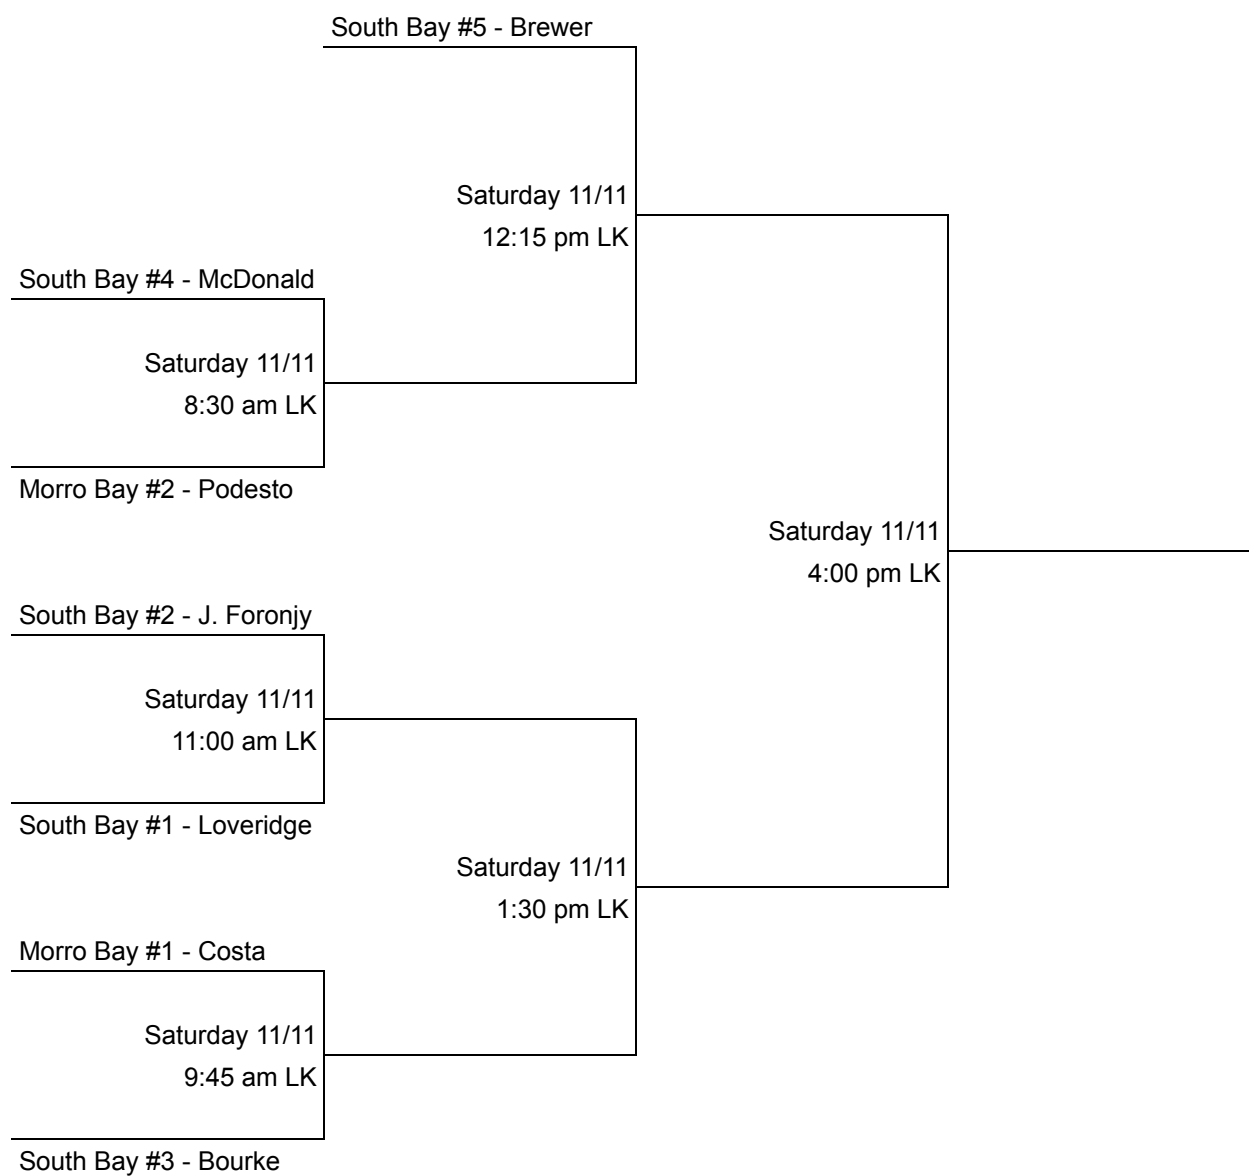 South Bay #5 - Brewer
Saturday 11/11
12:15 pm LK
South Bay #4 - McDonald
Saturday 11/11
8:30 am LK
Morro Bay #2 - Podesto
Saturday 11/11
4:00 pm LK
South Bay #2 - J. Foronjy
Saturday 11/11
11:00 am LK
South Bay #1 - Loveridge
Saturday 11/11
1:30 pm LK
Morro Bay #1 - Costa
Saturday 11/11
9:45 am LK
South Bay #3 - Bourke